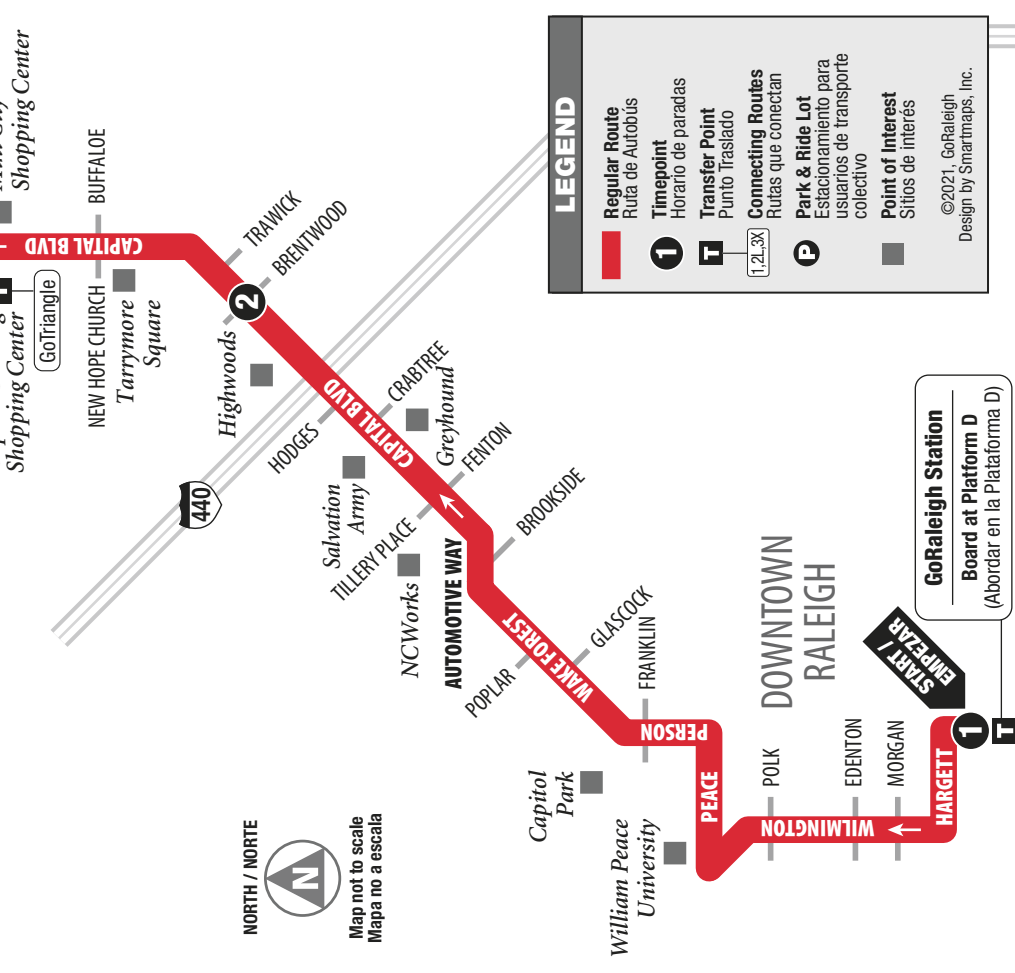 Shopping Center
Shopping Center
T
GoTriangle
BUFFALOE
CAPITAL BLVD
NEW HOPE CHURCH
Tarrymore
Square
TRAWICK
BRENTWOOD
2
Highwoods
440
HODGES
CAPITAL BLVD
CRABTREE
CAPITAL BLVD
Greyhound
Salvation
Army
FENTON
TILLERY PLACE
NCWorks
AUTOMOTIVE WAY
BROOKSIDE
WAKE FOREST
GLASCOCK
POPLAR
FRANKLIN
PERSON
Capitol
Park
PEACE
William Peace
University
POLK
WILMINGTON
EDENTON
MORGAN
HARGETT
DOWNTOWN
RALEIGH
START /
EMPEZAR
1
T
GoRaleigh Station
Board at Platform D
(Abordar en la Plataforma D)
NORTH / NORTE
N
Map not to scale
Mapa no a escala
LEGEND
Regular Route
Ruta de Autobús
1
Timepoint
Horario de paradas
T
Transfer Point
Punto Traslado
1,2L,3X
Connecting Routes
Rutas que conectan
P
Park & Ride Lot
Estacionamiento para
usuarios de transporte
colectivo
Point of Interest
Sitios de interés
©2021, GoRaleigh
Design by Smartmaps, Inc.